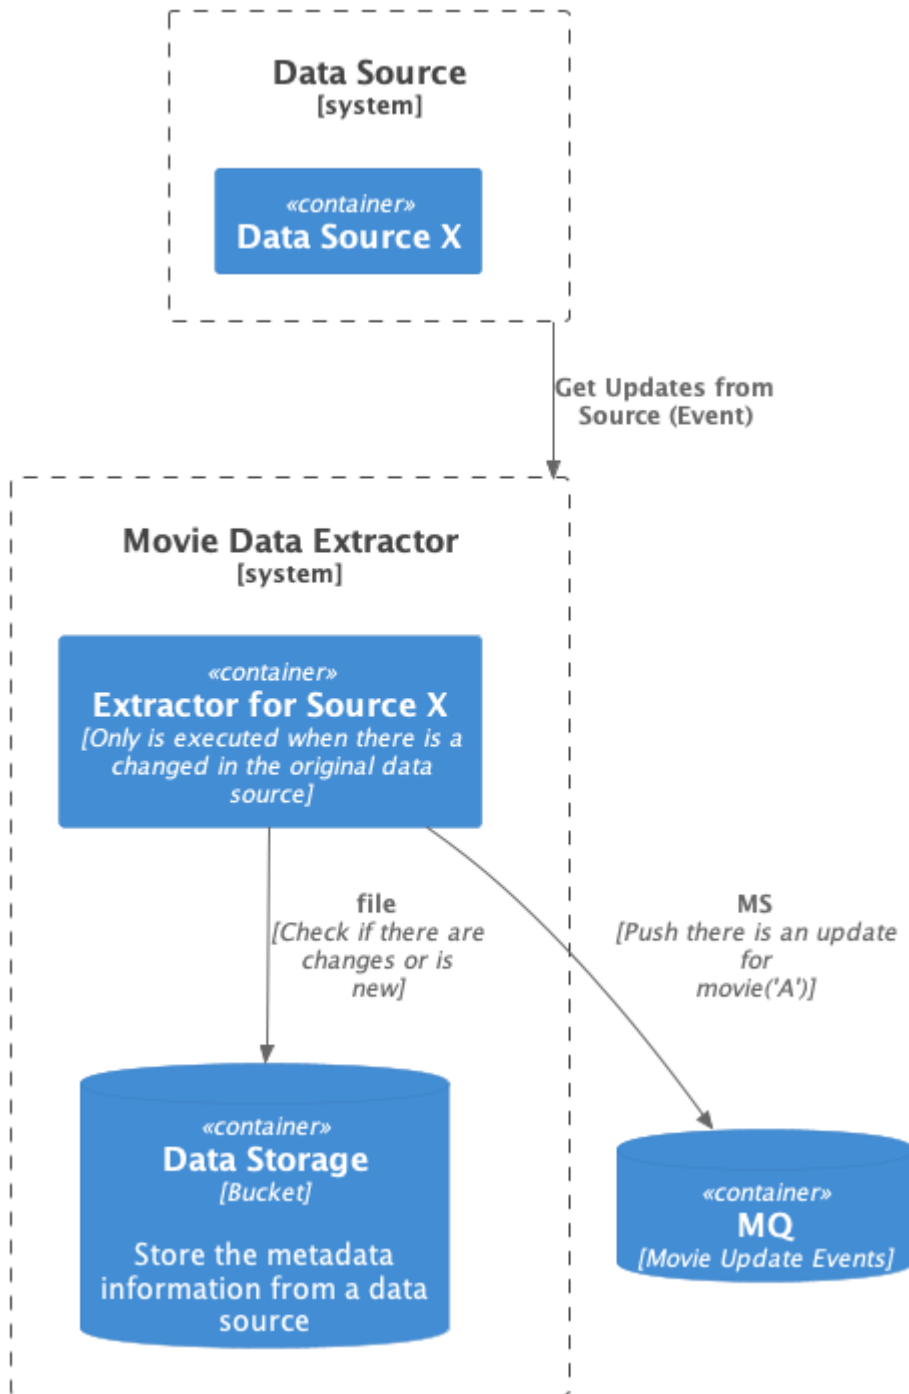 Data Source
[system]
«container»
Data Source X
Get Updates from
Source (Event)
Movie Data Extractor
[system]
«container»
Extractor for Source X
[Only is executed when there is a
changed in the original data
source]
file
[Check if there are
changes or is
new]
MS
[Push there is an update
for
movie('A')]
«container»
Data Storage
[Bucket]
Store the metadata
information from a data
source
«container»
MQ
[Movie Update Events]